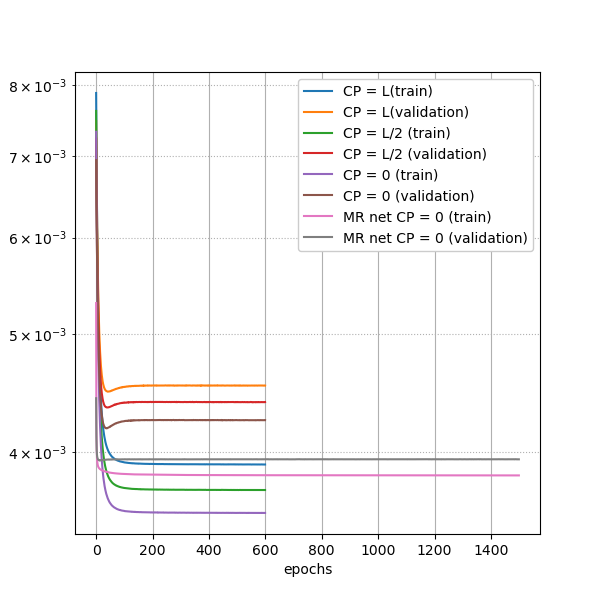 8 × 10⁻³
7 × 10⁻³
6 × 10⁻³
5 × 10⁻³
4 × 10⁻³
CP = L(train)
CP = L(validation)
CP = L/2 (train)
CP = L/2 (validation)
CP = 0 (train)
CP = 0 (validation)
MR net CP = 0 (train)
MR net CP = 0 (validation)
0 200 400 600 800 1000 1200 1400
epochs